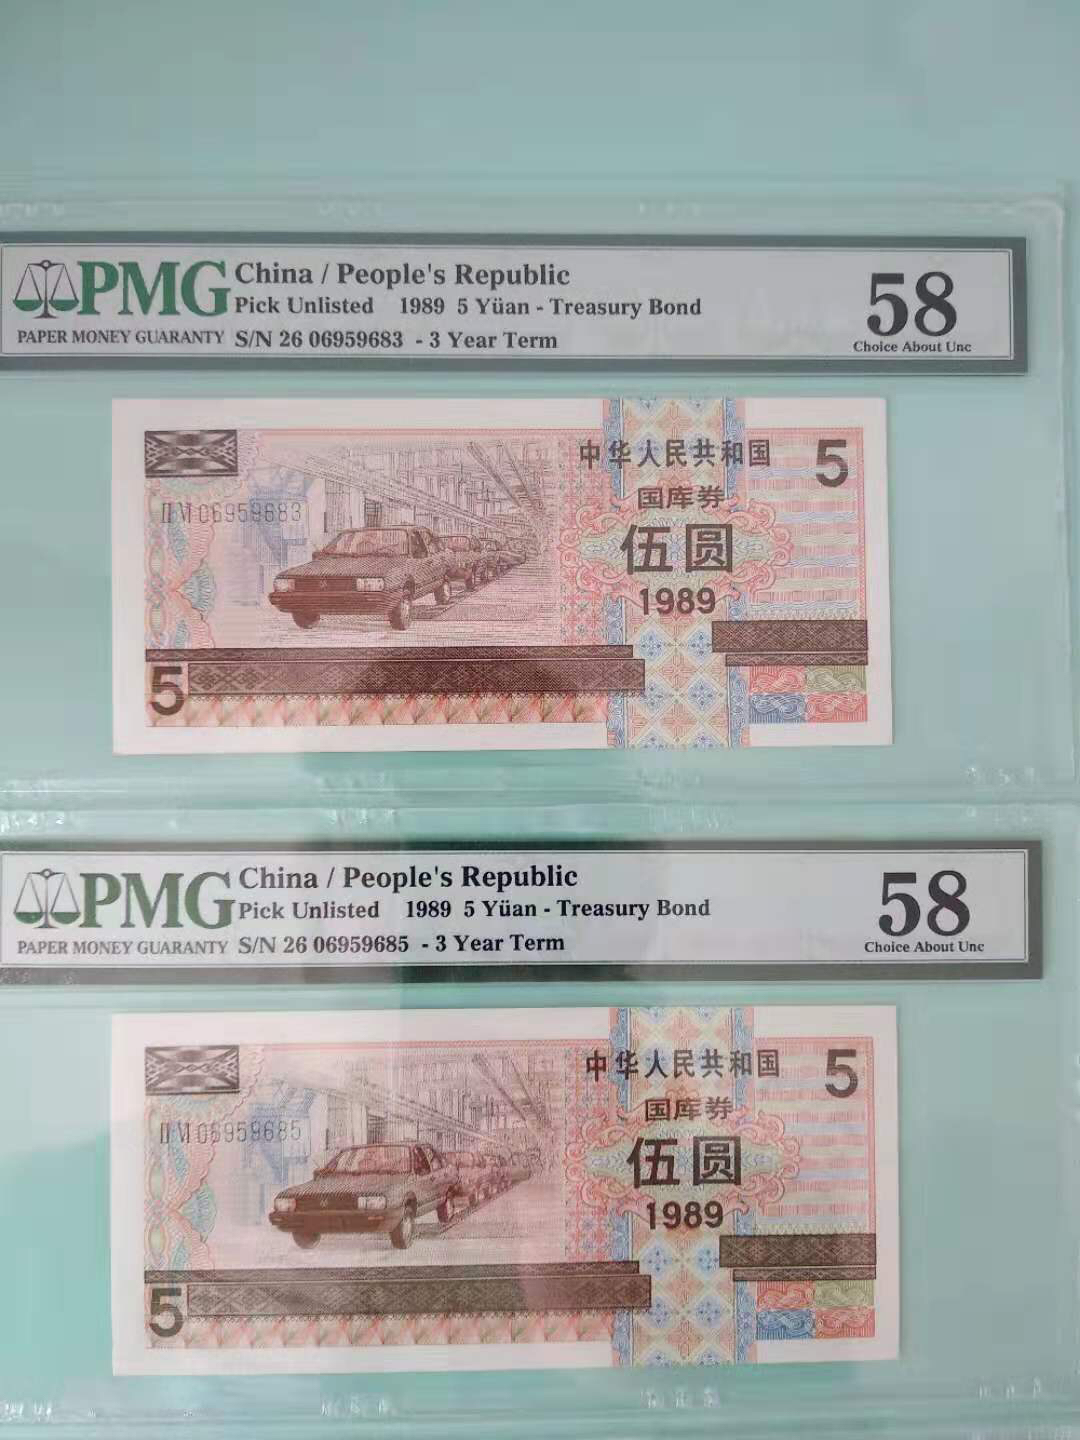 PMG
PAPER MONEY GUARANTY
China / People's Republic
Pick Unlisted 1989 5 Yüan - Treasury Bond
S/N 26 06959683 - 3 Year Term
58
Choice About Unc
中华人民共和国
5
国库券
ⅡⅥ06959683
伍圆
1989
5
PMG
PAPER MONEY GUARANTY
China / People's Republic
Pick Unlisted 1989 5 Yüan - Treasury Bond
S/N 26 06959685 - 3 Year Term
58
Choice About Unc
中华人民共和国
5
国库券
ⅡⅥ06959685
伍圆
1989
5